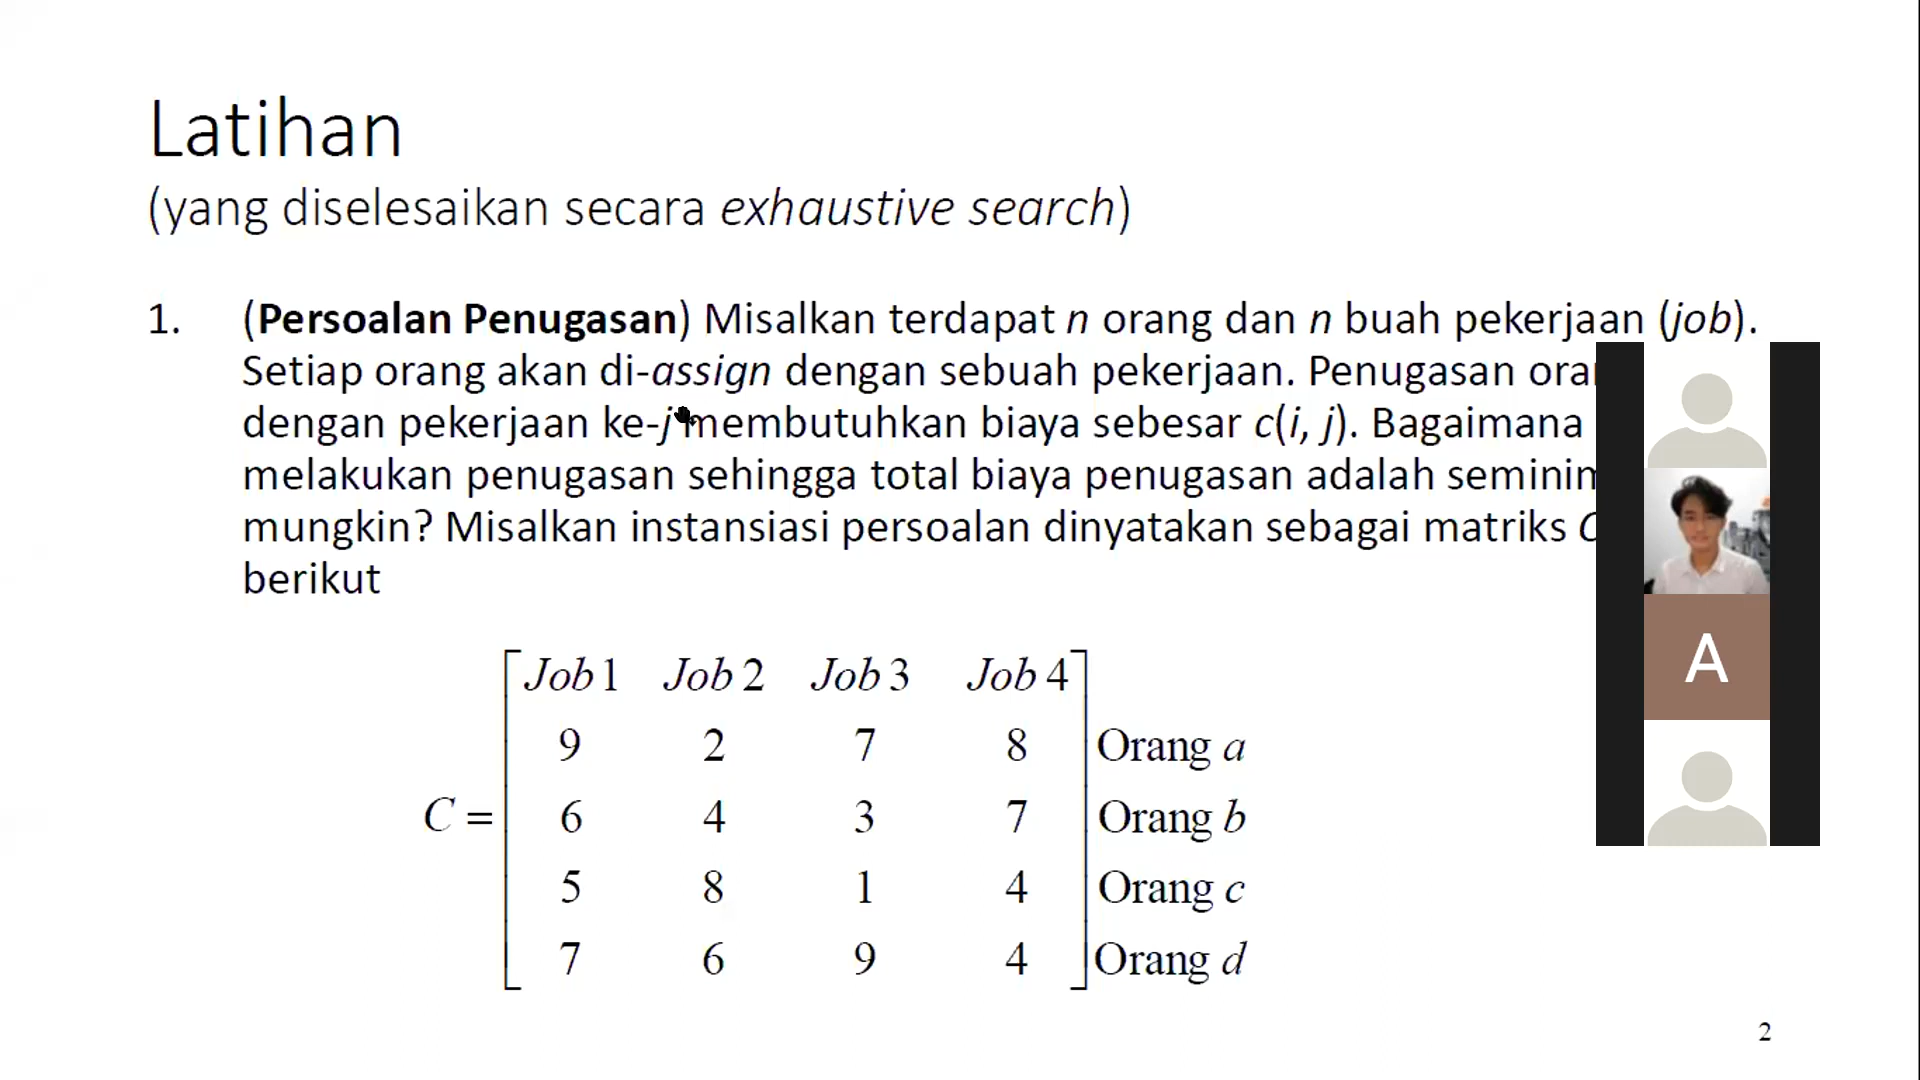 Latihan
(yang diselesaikan secara exhaustive search)
1. (Persoalan Penugasan) Misalkan terdapat n orang dan n buah pekerjaan (job).
Setiap orang akan di-assign dengan sebuah pekerjaan. Penugasan
dengan pekerjaan ke-j membutuhkan biaya sebesar c(i, j). Bagaimana
melakukan penugasan sehingga total biaya penugasan adalah
mungkin? Misalkan instansiasi persoalan dinyatakan sebagai matriks C
berikut
Job 1 Job 2 Job 3 Job 4
9 2 7 8 Orang a
C = 6 4 3 7 Orang b
5 8 1 4 Orang c
7 6 9 4 Orang d
A
2